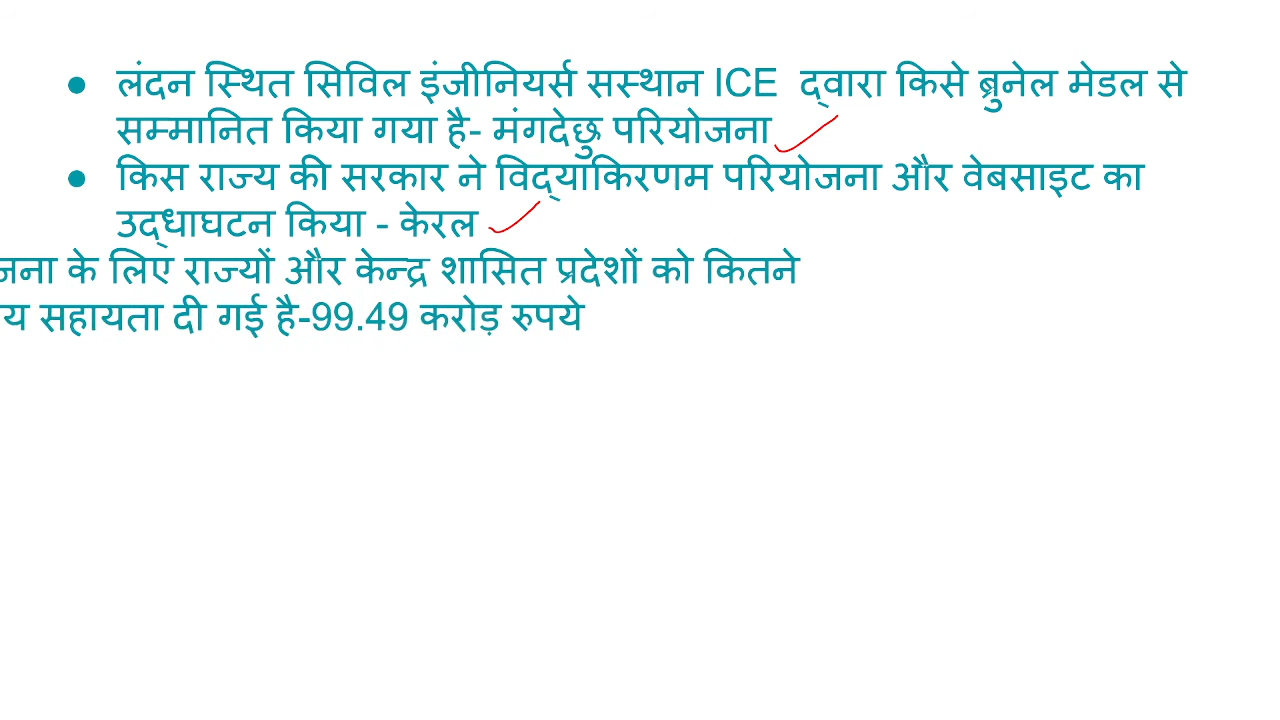 ● लंदन स्थित सिविल इंजीनियर्स सस्थान ICE द्वारा किसे ब्रुनेल मेडल से
सम्मानित किया गया है- मंगदेछु परियोजना
● किस राज्य की सरकार ने विद्याकिरणम परियोजना और वेबसाइट का
उद्धाघटन किया - केरल
जना के लिए राज्यों और केन्द्र शासित प्रदेशों को कितने
य सहायता दी गई है-99.49 करोड़ रुपये